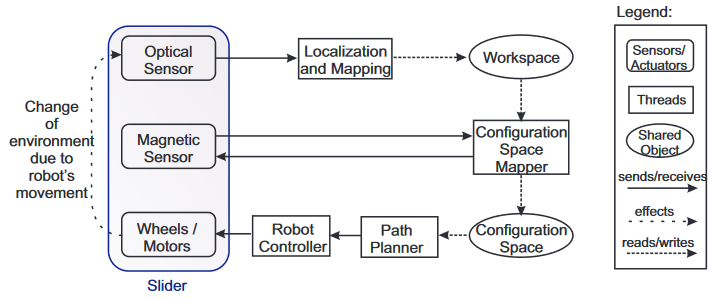 Legend:
Optical
Sensor
Localization
and Mapping
Workspace
Sensors/
Actuators
Threads
Change
of
environment
due to
robot's
movement
Magnetic
Sensor
Configuration
Space
Mapper
Shared
Object
sends/receives
effects
reads/writes
Wheels /
Motors
Robot
Controller
Path
Planner
Configuration
Space
Slider